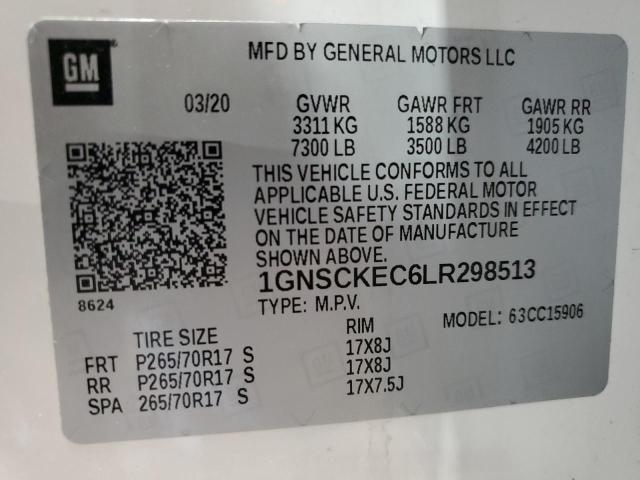 GM
MFD BY GENERAL MOTORS LLC
03/20 GVWR GAWR FRT GAWR RR
3311 KG 1588 KG 1905 KG
7300 LB 3500 LB 4200 LB
THIS VEHICLE CONFORMS TO ALL
APPLICABLE U.S. FEDERAL MOTOR
VEHICLE SAFETY STANDARDS IN EFFECT
ON THE DATE OF MANUFACTURE
SHOWN ABOVE.
1GNSCKEC6LR298513
8624
TYPE: M.P.V.
MODEL: 63CC15906
TIRE SIZE RIM
FRT P265/70R17 S 17X8J
RR P265/70R17 S 17X8J
SPA 265/70R17 S 17X7.5J